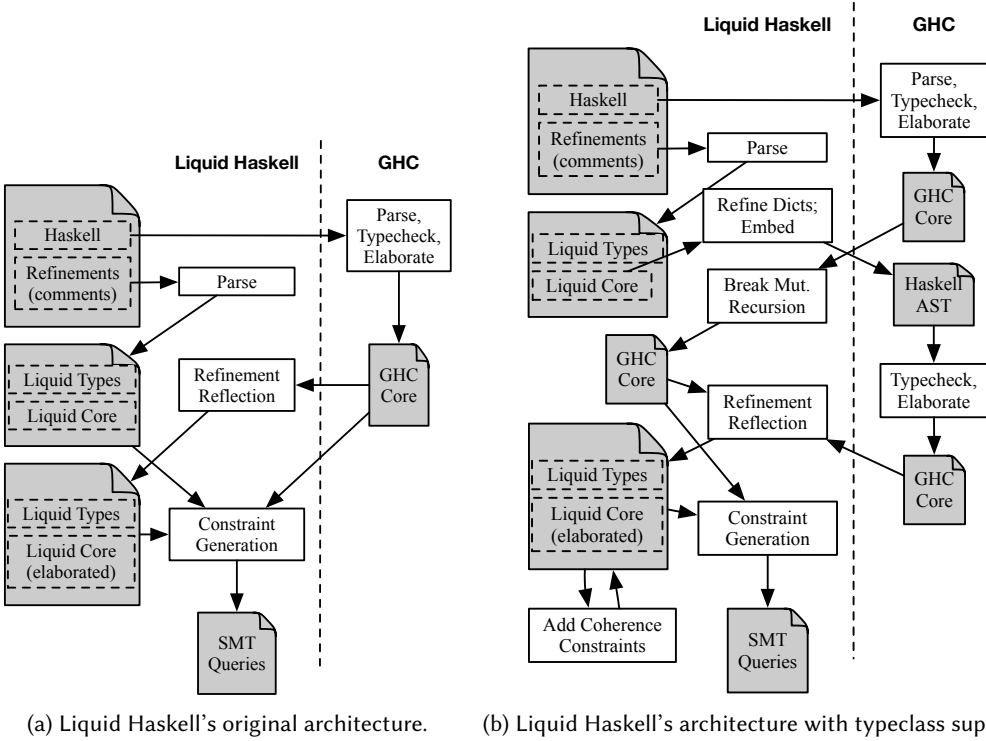 Liquid Haskell
GHC
Haskell
Refinements
(comments)
Parse
Parse,
Typecheck,
Elaborate
Liquid Types
Liquid Core
Refinement
Reflection
GHC
Core
Liquid Types
Liquid Core
(elaborated)
Constraint
Generation
SMT
Queries
(a) Liquid Haskell's original architecture.
Liquid Haskell
GHC
Haskell
Refinements
(comments)
Parse
Parse,
Typecheck,
Elaborate
GHC
Core
Liquid Types
Liquid Core
Refine Dicts;
Embed
Break Mut.
Recursion
Haskell
AST
GHC
Core
Refinement
Reflection
Typecheck,
Elaborate
GHC
Core
Liquid Types
Liquid Core
(elaborated)
Constraint
Generation
Add Coherence
Constraints
SMT
Queries
(b) Liquid Haskell's architecture with typeclass sup